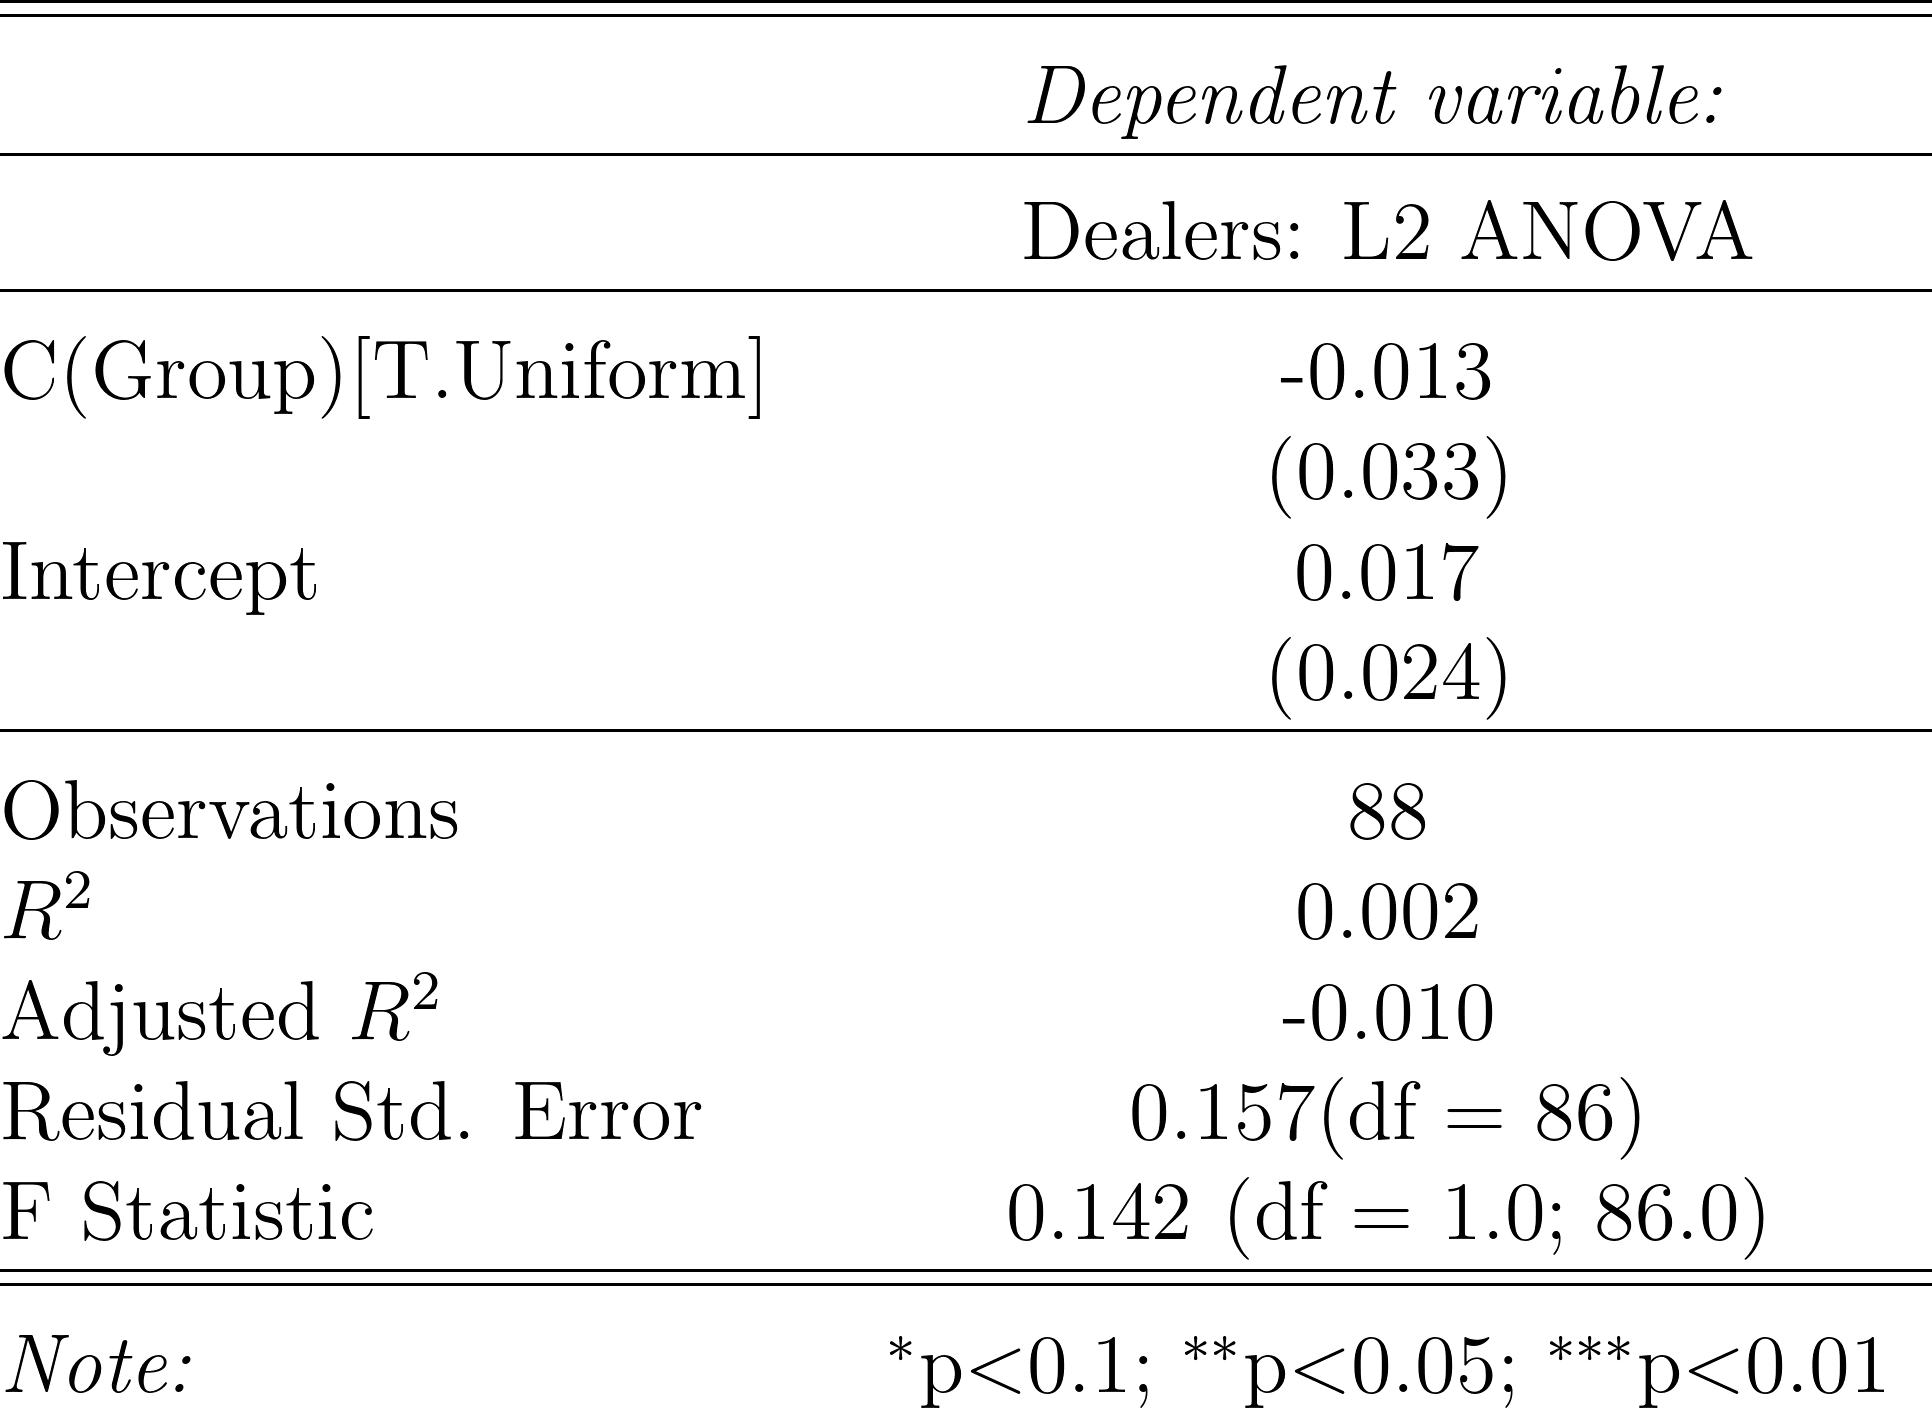 Dependent variable:
Dealers: L2 ANOVA
C(Group)[T.Uniform] -0.013
(0.033)
Intercept 0.017
(0.024)
Observations 88
R² 0.002
Adjusted R² -0.010
Residual Std. Error 0.157(df = 86)
F Statistic 0.142 (df = 1.0; 86.0)
Note: *p<0.1; **p<0.05; ***p<0.01